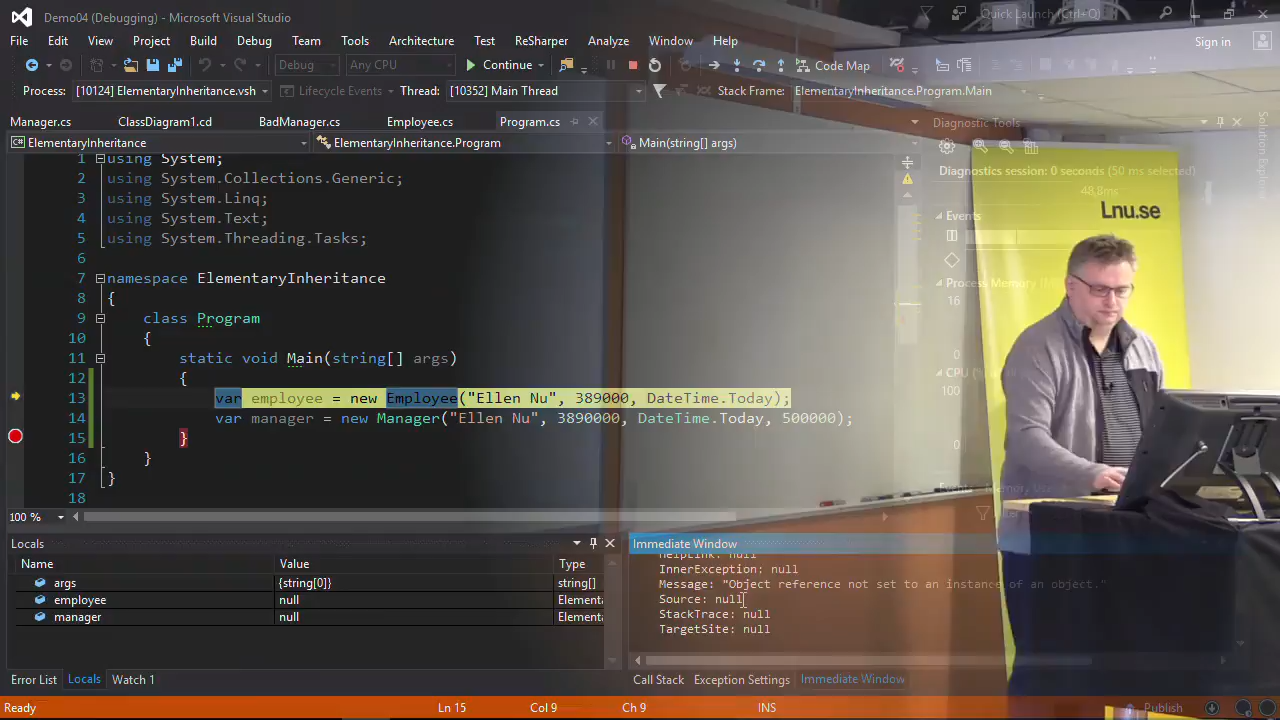 Demo04 (Debugging) - Microsoft Visual Studio
Quick Launch (Ctrl+Q)
File Edit View Project Build Debug Team Tools Architecture Test ReSharper Analyze Window Help
Sign in
Debug Any CPU Continue Code Map
Process: [10124] ElementaryInheritance.vsh Lifecycle Events Thread: [10352] Main Thread Stack Frame: ElementaryInheritance.Program.Main
Manager.cs ClassDiagram1.cd BadManager.cs Employee.cs Program.cs
ElementaryInheritance ElementaryInheritance.Program Main(string[] args)
1 using System;
2 using System.Collections.Generic;
3 using System.Linq;
4 using System.Text;
5 using System.Threading.Tasks;
6
7 namespace ElementaryInheritance
8 {
9 class Program
10 {
11 static void Main(string[] args)
12 {
13 var employee = new Employee("Ellen Nu", 389000, DateTime.Today);
14 var manager = new Manager("Ellen Nu", 3890000, DateTime.Today, 500000);
15 }
16 }
17 }
18
100 %
Diagnostic Tools
Diagnostics session: 0 seconds (50 ms selected)
48,8ms
Events
Process Memory
16
0
CPU
100
0
Solution Explorer
Lnu.se
Locals
Name Value Type
args {string[0]} string[]
employee null Elementa
manager null Elementa
Error List Locals Watch 1
Immediate Window
HelpLink: null
InnerException: null
Message: "Object reference not set to an instance of an object."
Source: null
StackTrace: null
TargetSite: null
Call Stack Exception Settings Immediate Window
Ready Ln 15 Col 9 Ch 9 INS Publish